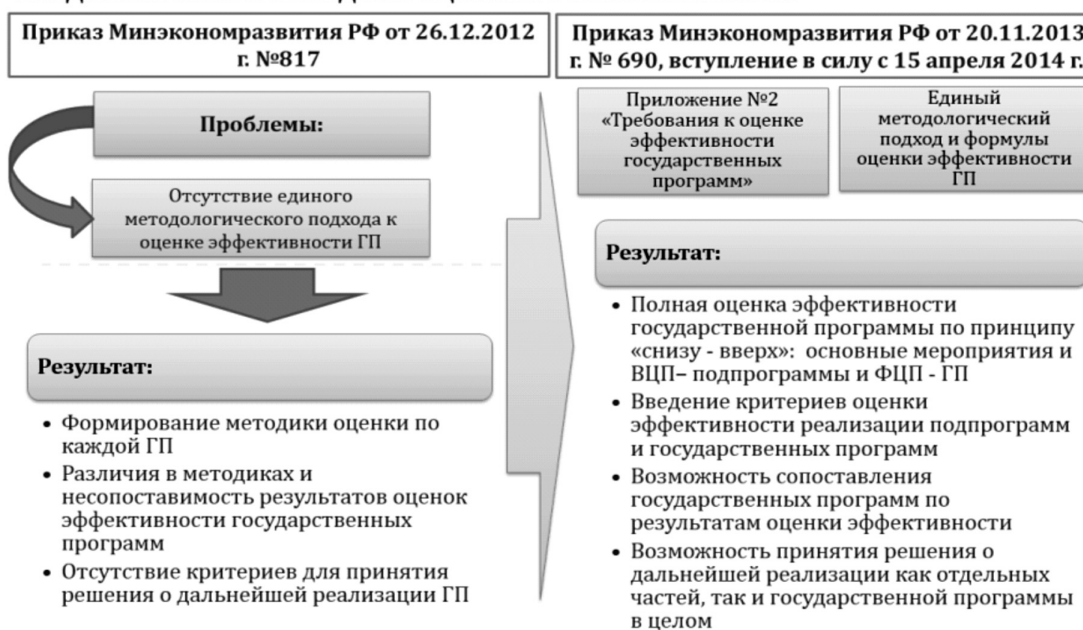 Приказ Минэкономразвития РФ от 26.12.2012
г. №817
Проблемы:
Отсутствие единого
методологического подхода к
оценке эффективности ГП
Результат:
• Формирование методики оценки по
каждой ГП
• Различия в методиках и
несопоставимость результатов оценок
эффективности государственных
программ
• Отсутствие критериев для принятия
решения о дальнейшей реализации ГП
Приказ Минэкономразвития РФ от 20.11.2013
г. № 690, вступление в силу с 15 апреля 2014 г.
Приложение №2
«Требования к оценке
эффективности
государственных
программ»
Единый
методологический
подход и формулы
оценки эффективности
ГП
Результат:
• Полная оценка эффективности
государственной программы по принципу
«снизу - вверх»: основные мероприятия и
ВЦП– подпрограммы и ФЦП - ГП
• Введение критериев оценки
эффективности реализации подпрограмм
и государственных программ
• Возможность сопоставления
государственных программ по
результатам оценки эффективности
• Возможность принятия решения о
дальнейшей реализации как отдельных
частей, так и государственной программы
в целом